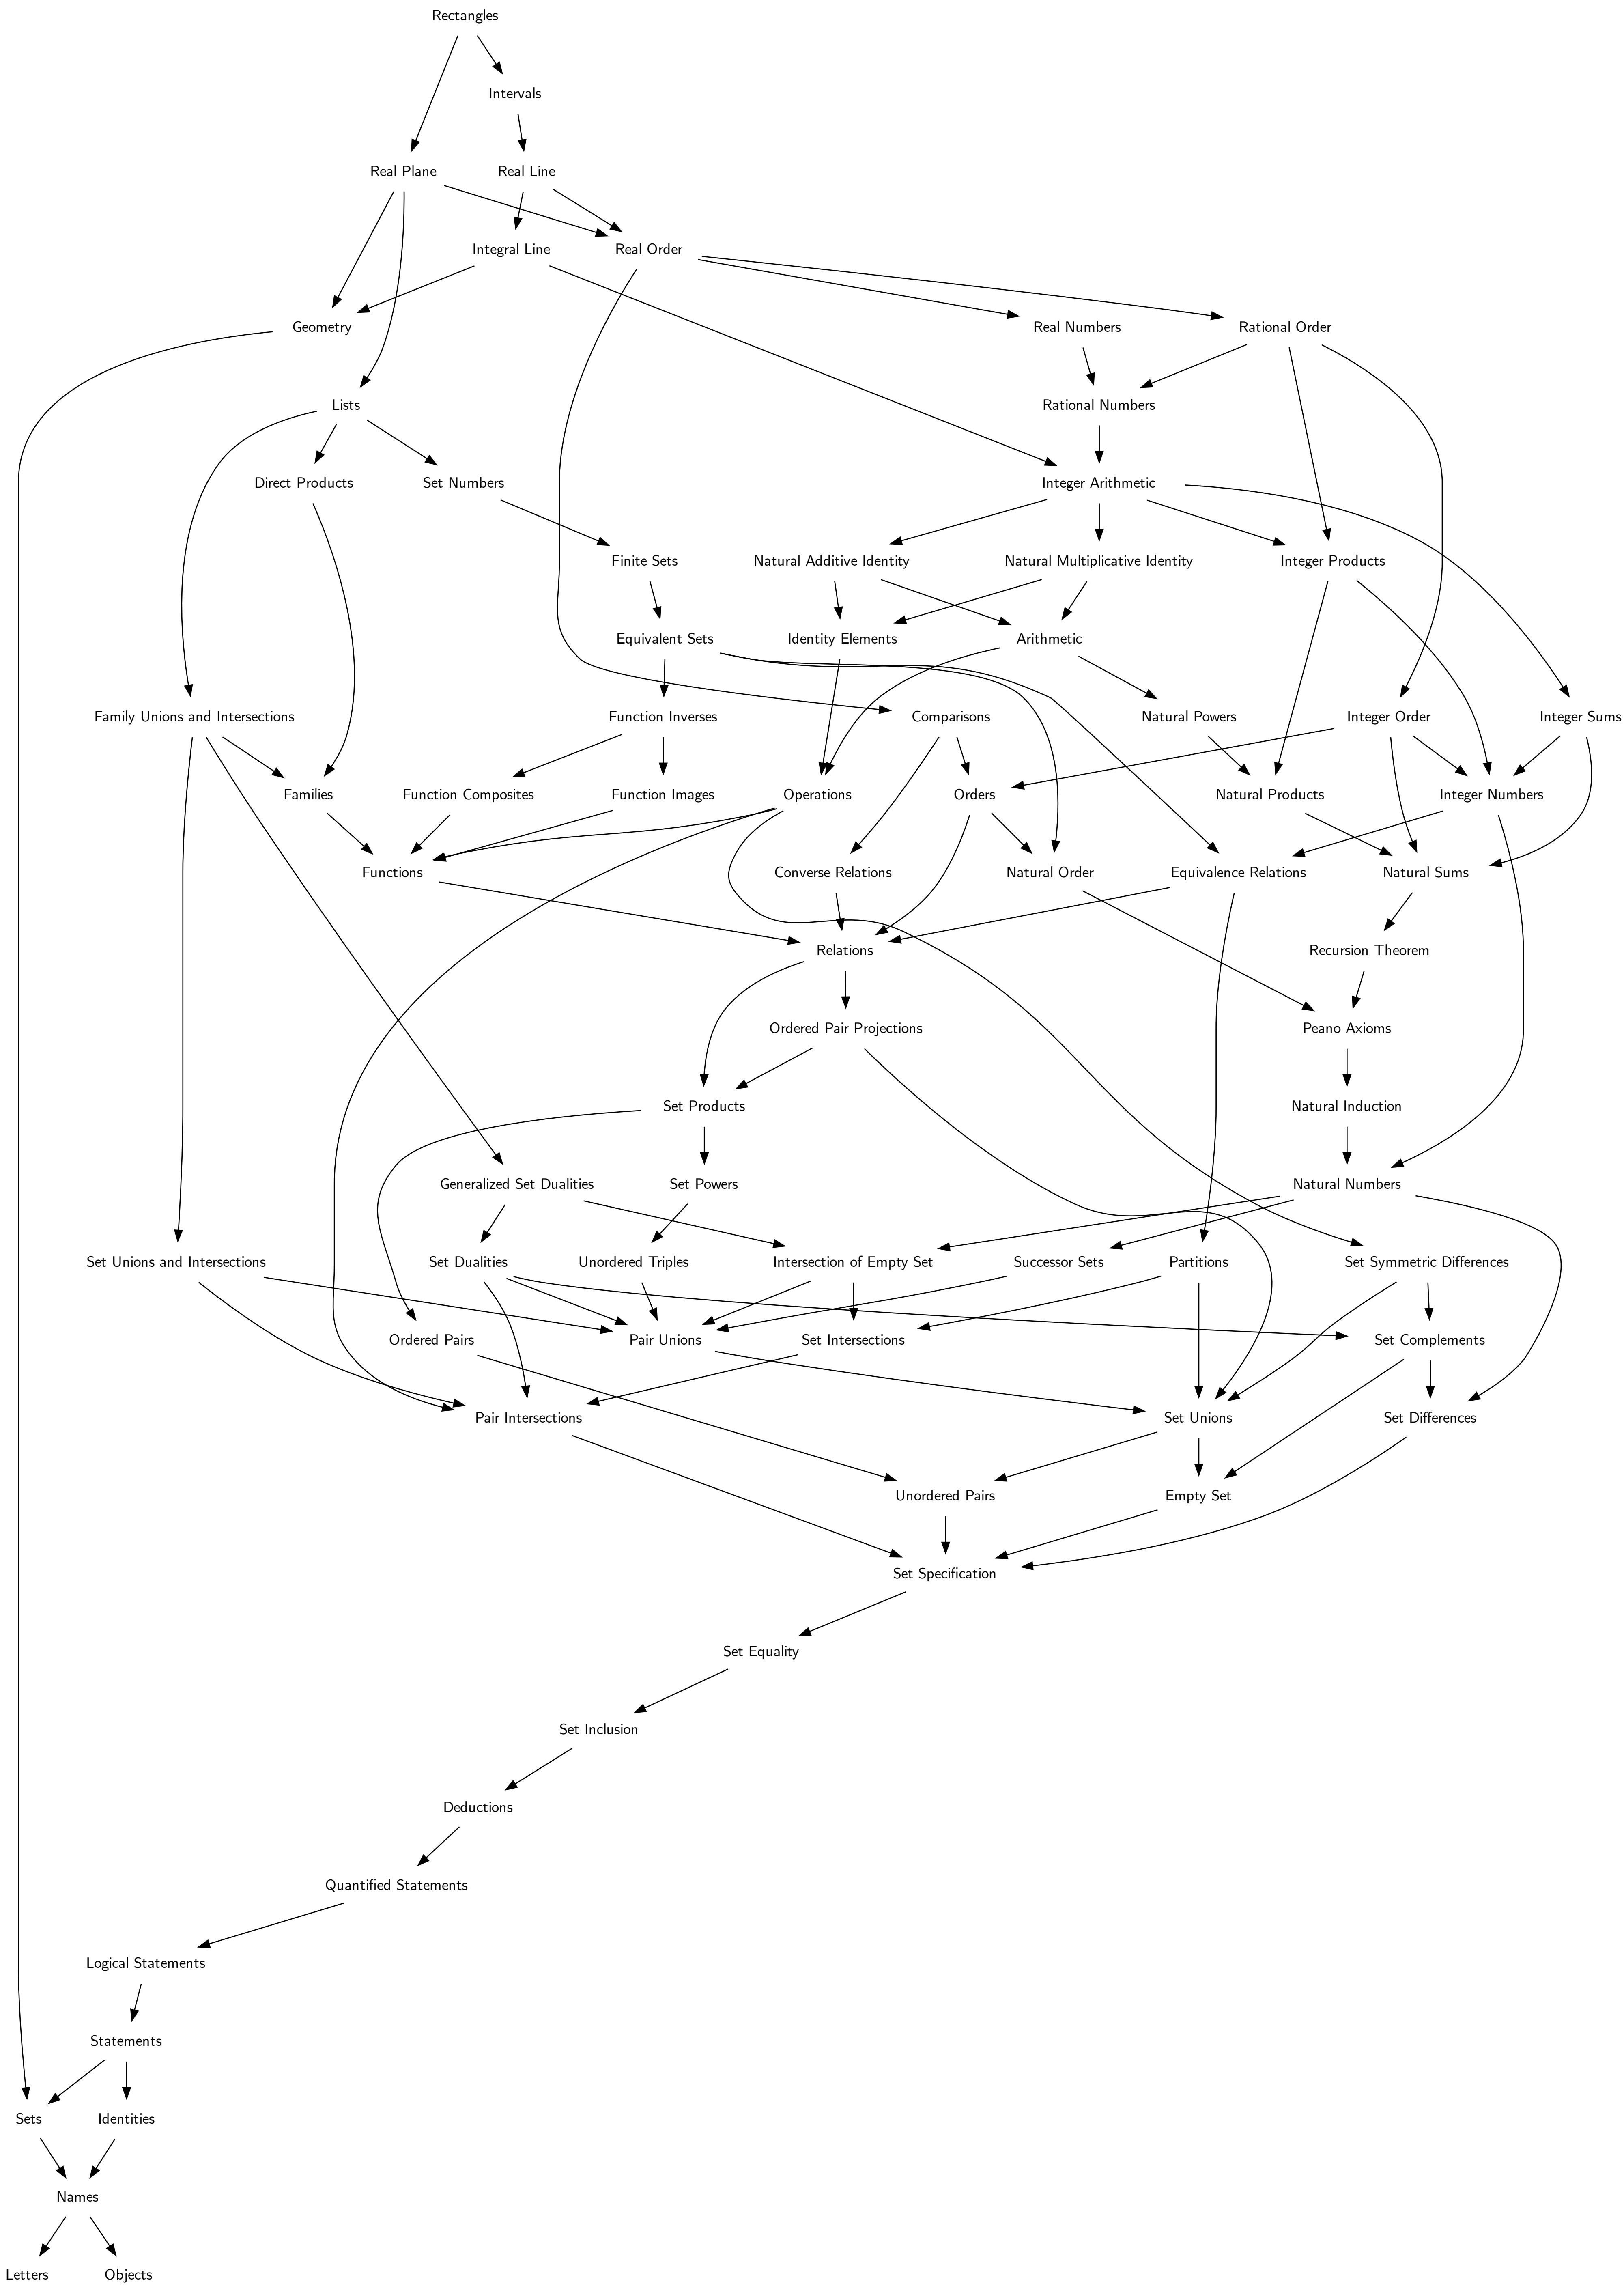 Rectangles
Intervals
Real Plane
Real Line
Integral Line
Real Order
Geometry
Real Numbers
Rational Order
Lists
Rational Numbers
Direct Products
Set Numbers
Integer Arithmetic
Finite Sets
Natural Additive Identity
Natural Multiplicative Identity
Integer Products
Equivalent Sets
Identity Elements
Arithmetic
Family Unions and Intersections
Function Inverses
Comparisons
Natural Powers
Integer Order
Integer Sums
Families
Function Composites
Function Images
Operations
Orders
Natural Products
Integer Numbers
Functions
Converse Relations
Natural Order
Equivalence Relations
Natural Sums
Relations
Recursion Theorem
Ordered Pair Projections
Peano Axioms
Set Products
Natural Induction
Generalized Set Dualities
Set Powers
Natural Numbers
Set Unions and Intersections
Set Dualities
Unordered Triples
Intersection of Empty Set
Successor Sets
Partitions
Set Symmetric Differences
Ordered Pairs
Pair Unions
Set Intersections
Set Complements
Pair Intersections
Set Unions
Set Differences
Unordered Pairs
Empty Set
Set Specification
Set Equality
Set Inclusion
Deductions
Quantified Statements
Logical Statements
Statements
Sets
Identities
Names
Letters
Objects